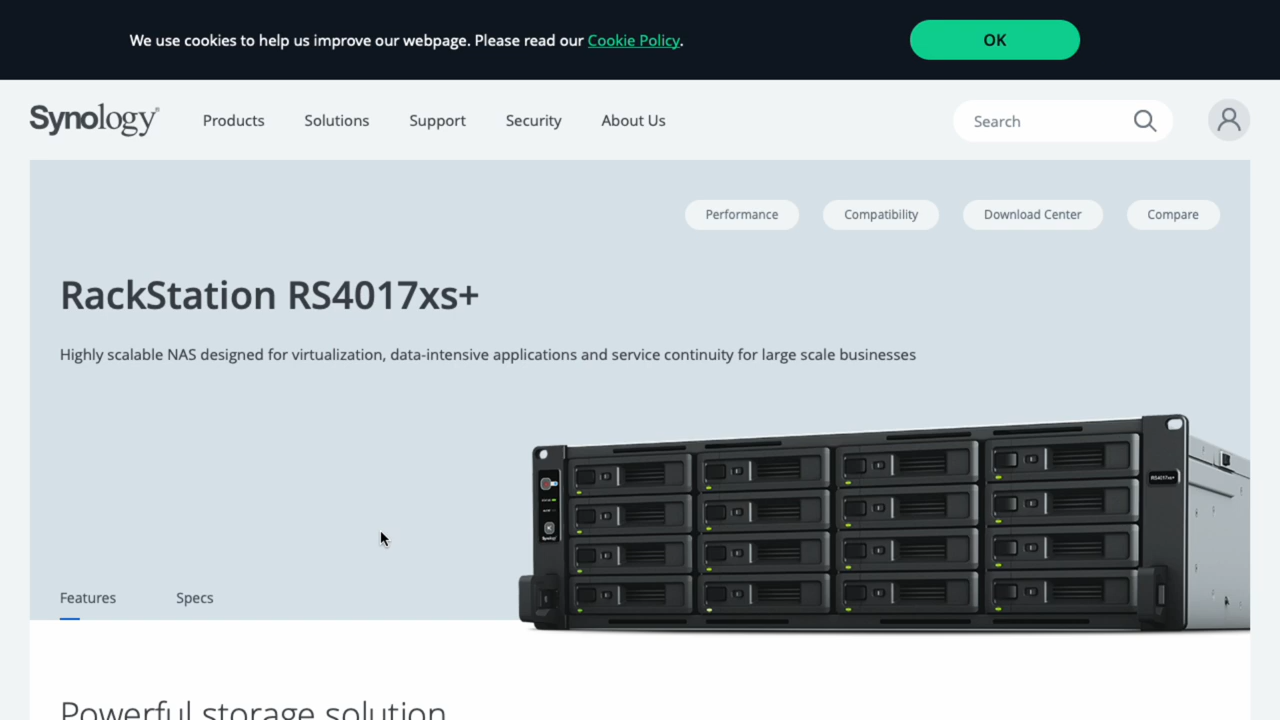 We use cookies to help us improve our webpage. Please read our Cookie Policy.
OK
Synology®
Products
Solutions
Support
Security
About Us
Search
Performance
Compatibility
Download Center
Compare
RackStation RS4017xs+
Highly scalable NAS designed for virtualization, data-intensive applications and service continuity for large scale businesses
RS4017xs+
Synology
Features
Specs
Powerful storage solution